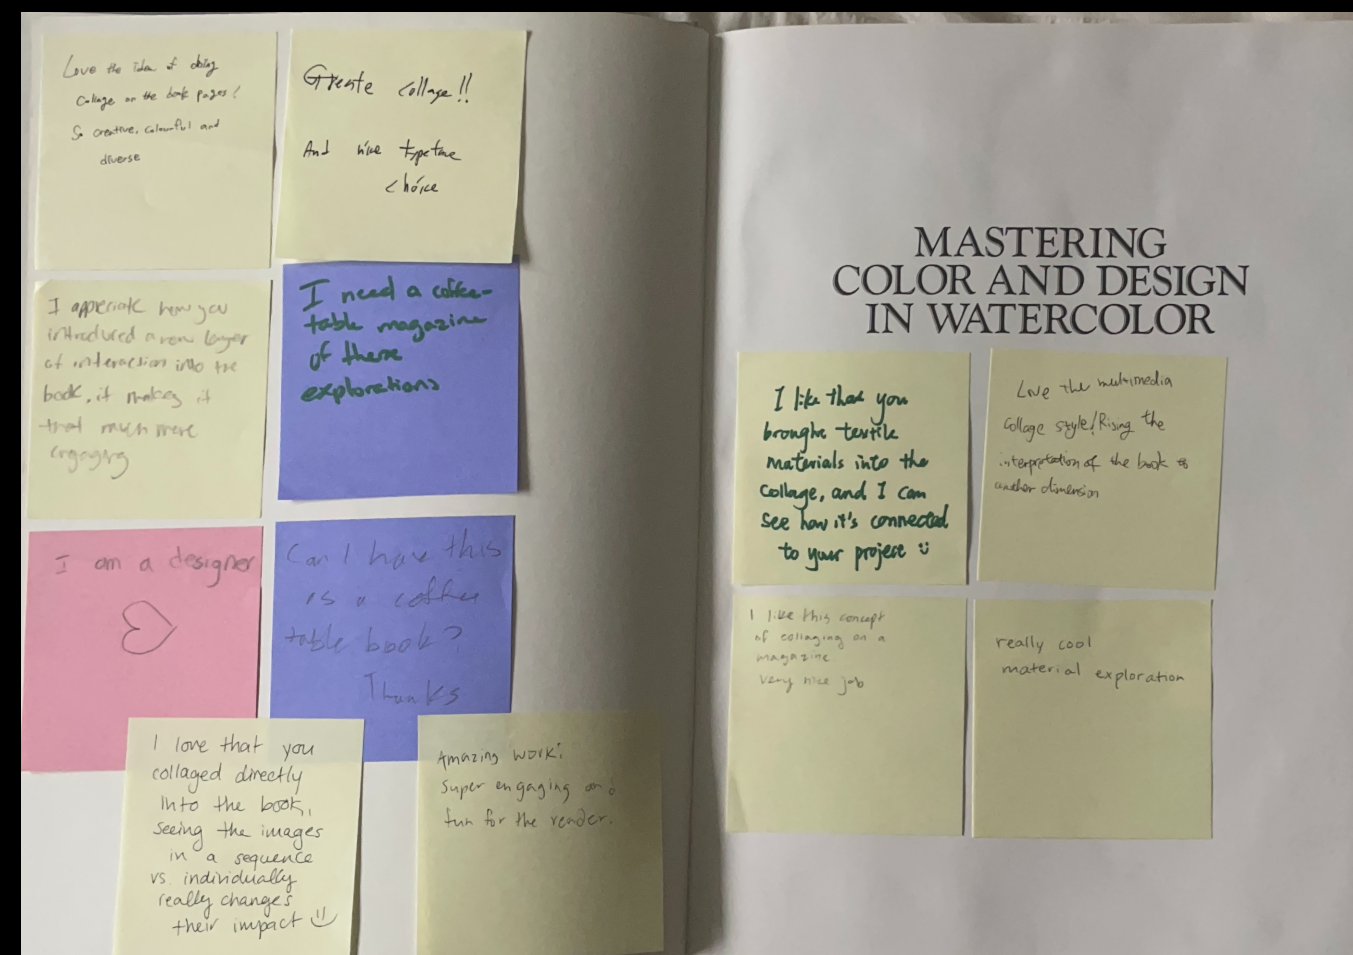 Love the idea of doing
collage on the book pages!
So creative, colourful and
diverse
Greate collage!!
And nice typeface
choice
I appericate how you
introduced a new layer
of interaction into the
book, it makes it
that much more
engaging
I need a coffee-
table magazine
of these
explorations
I am a designer
Can I have this
as a coffee
table book?
Thanks
I love that you
collaged directly
into the book,
seeing the images
in a sequence
vs. individually
really changes
their impact
Amazing work!
Super engaging and
fun for the reader.
MASTERING
COLOR AND DESIGN
IN WATERCOLOR
I like that you
brought textile
materials into the
collage, and I can
see how it's connected
to your project
Love the multimedia
collage style! Rising the
interpretation of the book to
another dimension
I like this concept
of collaging on a
magazine
very nice job
really cool
material exploration